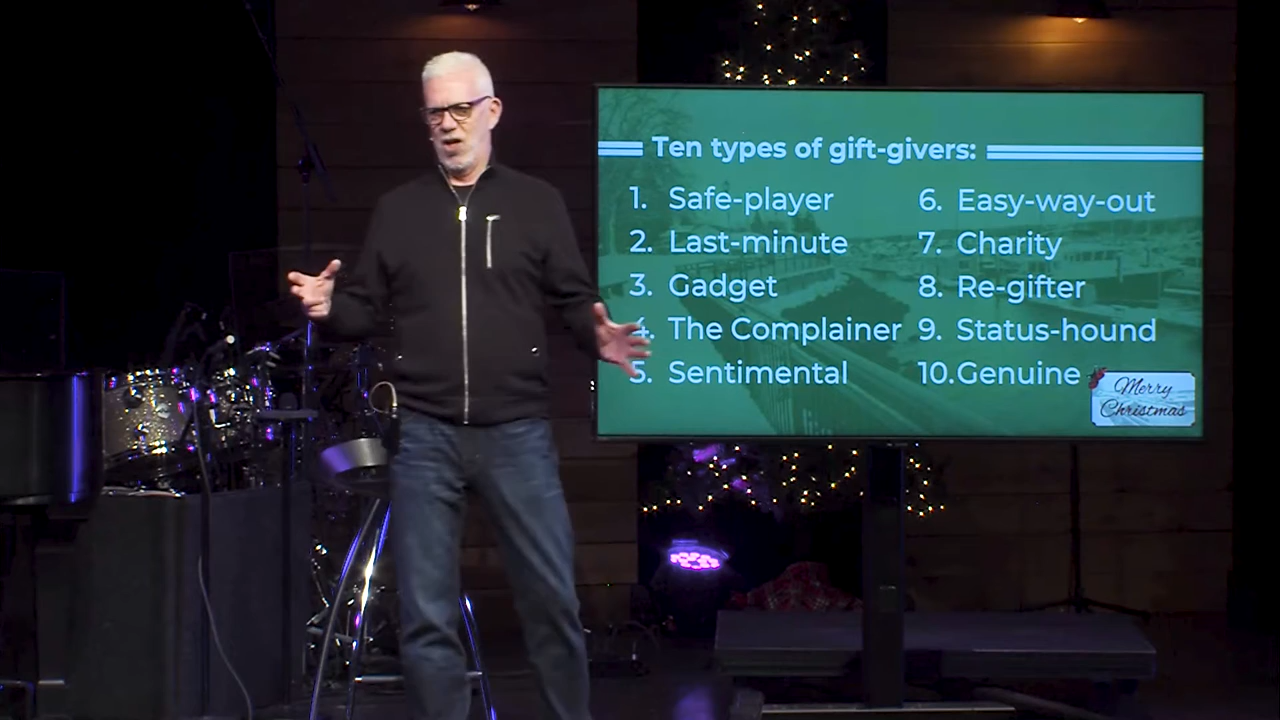 Ten types of gift-givers:
1. Safe-player
2. Last-minute
3. Gadget
4. The Complainer
5. Sentimental
6. Easy-way-out
7. Charity
8. Re-gifter
9. Status-hound
10. Genuine
Merry
Christmas